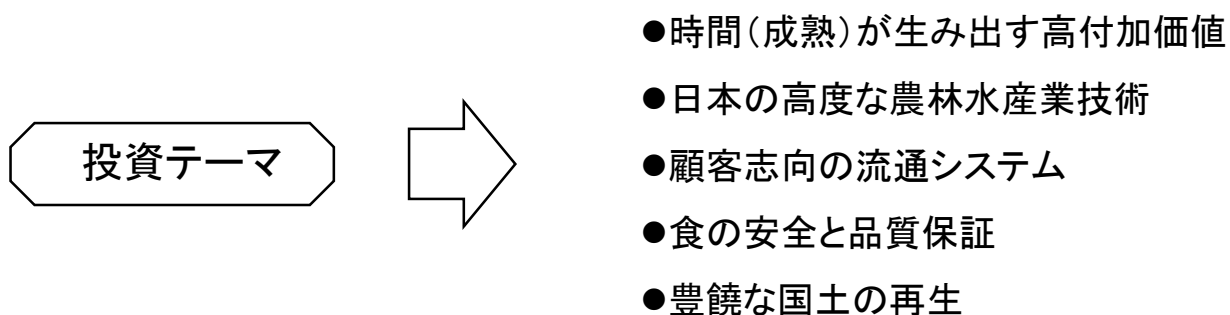 投資テーマ
●時間(成熟)が生み出す高付加価値
●日本の高度な農林水産業技術
●顧客志向の流通システム
●食の安全と品質保証
●豊饒な国土の再生